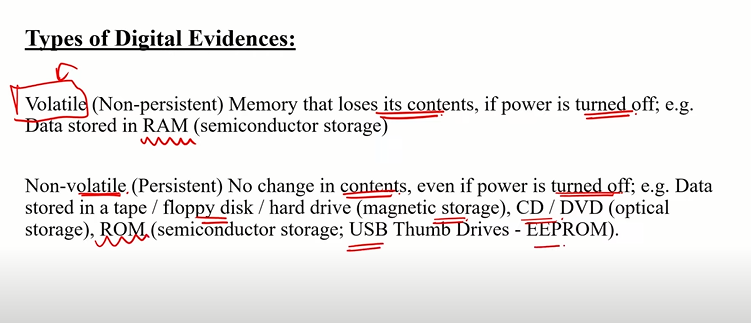 Types of Digital Evidences:
Volatile (Non-persistent) Memory that loses its contents, if power is turned off; e.g.
Data stored in RAM (semiconductor storage)
Non-volatile (Persistent) No change in contents, even if power is turned off; e.g. Data
stored in a tape / floppy disk / hard drive (magnetic storage), CD / DVD (optical
storage), ROM (semiconductor storage; USB Thumb Drives - EEPROM).